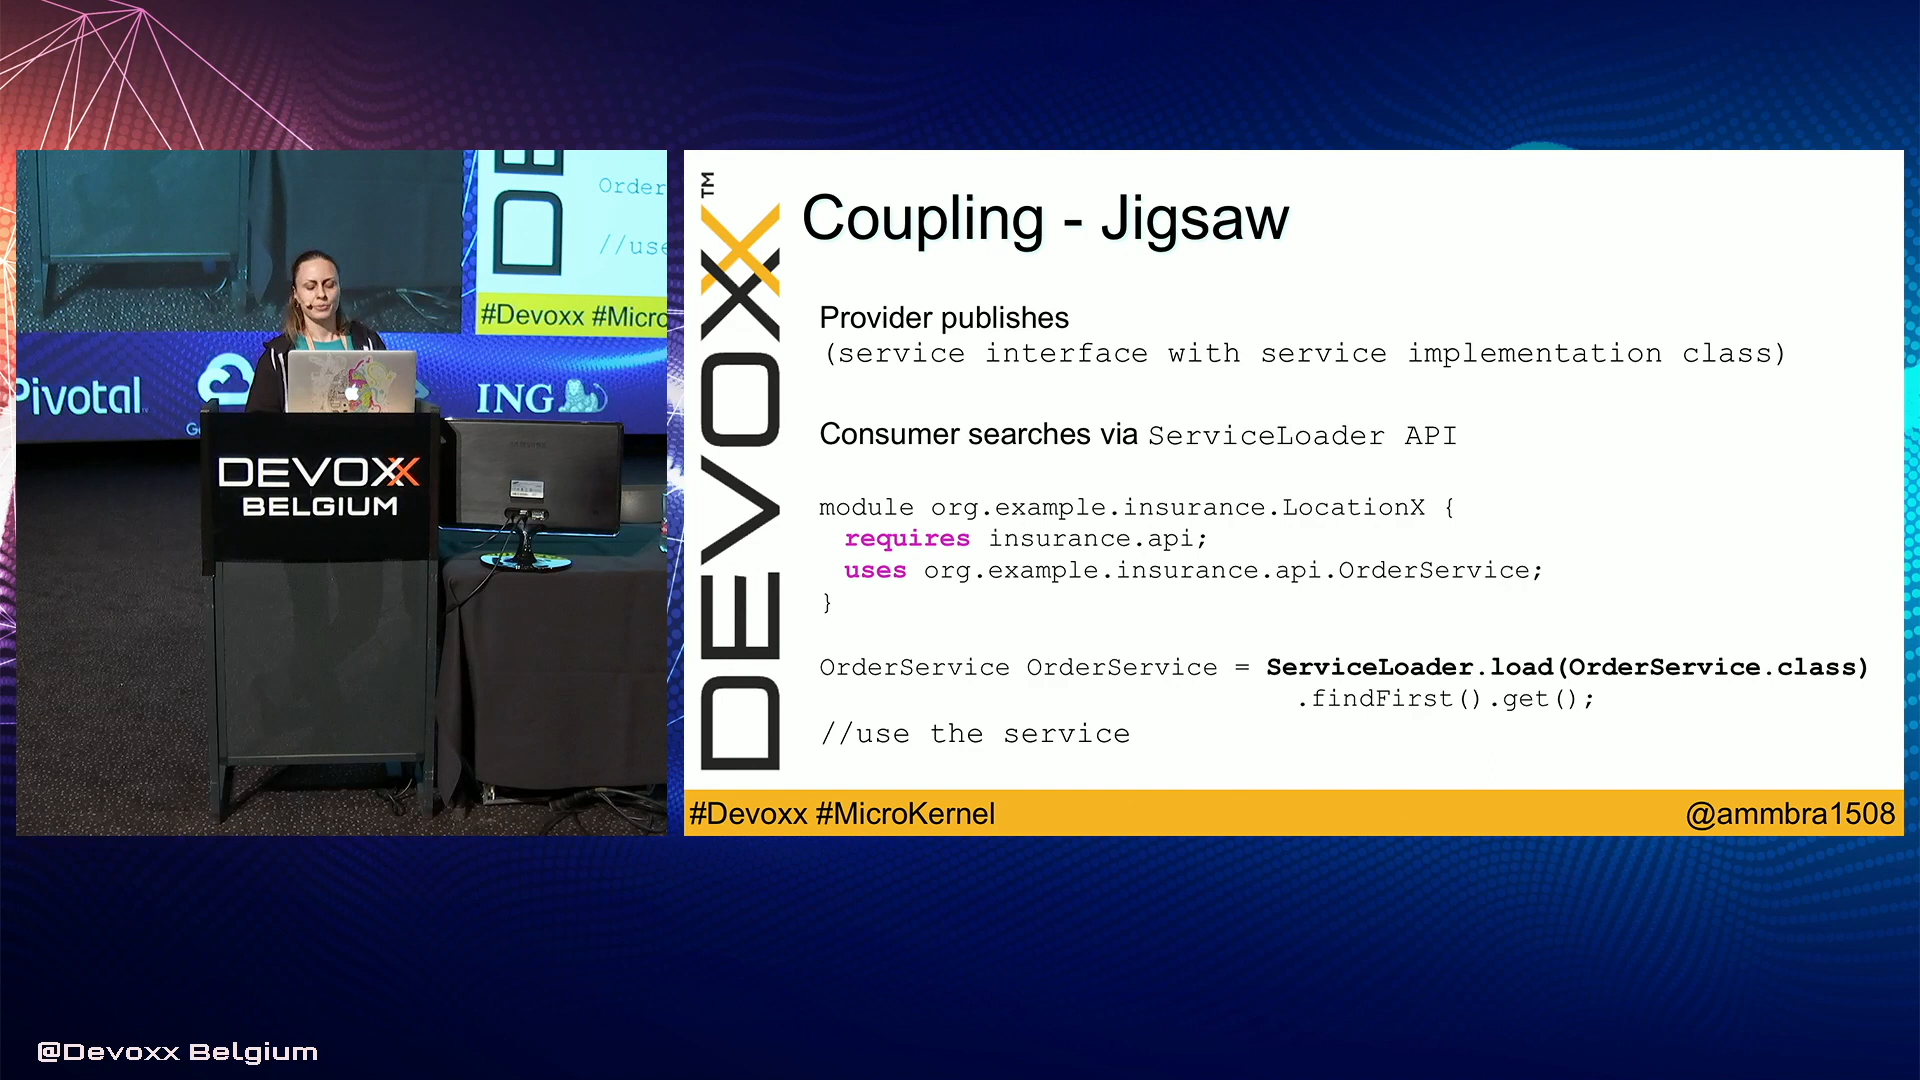 Order
//use
#Devoxx #Micro
Pivotal
ING
DEVOXX
BELGIUM
DEVOXX™
Coupling - Jigsaw
Provider publishes
(service interface with service implementation class)
Consumer searches via ServiceLoader API
module org.example.insurance.LocationX {
requires insurance.api;
uses org.example.insurance.api.OrderService;
}
OrderService OrderService = ServiceLoader.load(OrderService.class)
.findFirst().get();
//use the service
#Devoxx #MicroKernel
@ammbra1508
@Devoxx Belgium